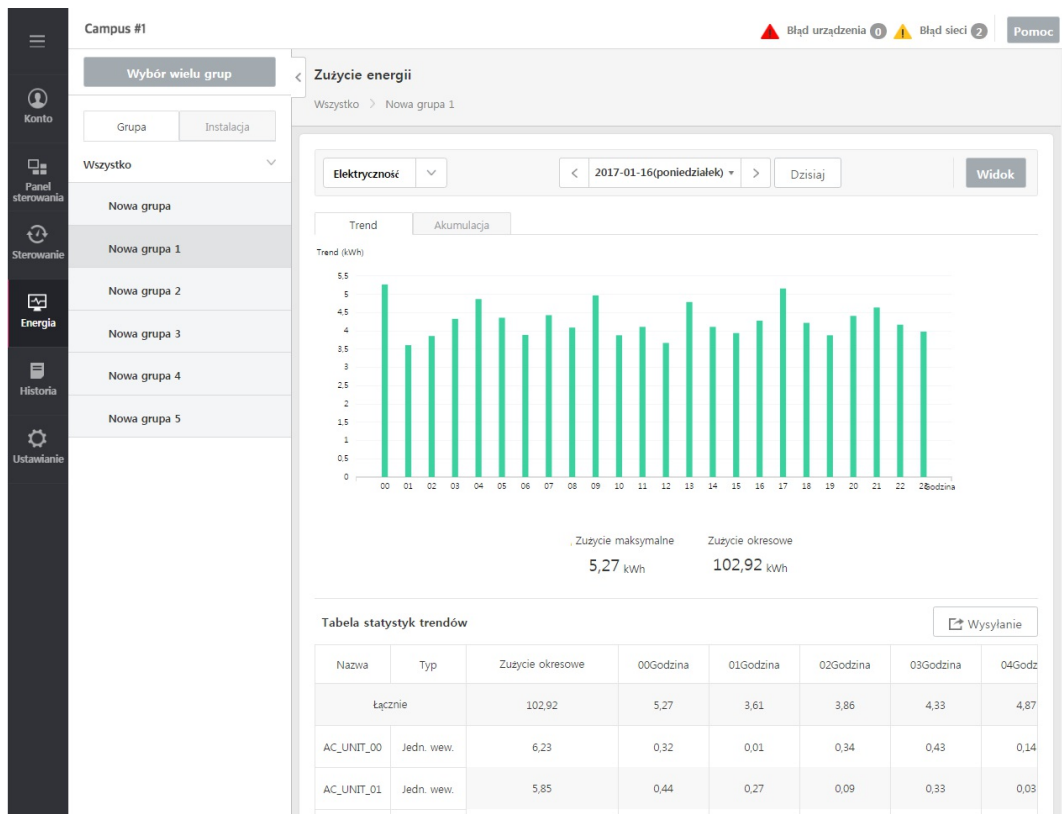 Campus #1
Błąd urządzenia 0 Błąd sieci 2 Pomoc
Konto
Panel sterowania
Sterowanie
Energia
Historia
Ustawianie
Wybór wielu grup
Grupa Instalacja
Wszystko
Nowa grupa
Nowa grupa 1
Nowa grupa 2
Nowa grupa 3
Nowa grupa 4
Nowa grupa 5
Zużycie energii
Wszystko > Nowa grupa 1
Elektryczność < 2017-01-16(poniedziałek) > Dzisiaj Widok
Trend Akumulacja
Trend (kWh)
5,5
5
4,5
4
3,5
3
2,5
2
1,5
1
0,5
0
00 01 02 03 04 05 06 07 08 09 10 11 12 13 14 15 16 17 18 19 20 21 22 23 Godzina
Zużycie maksymalne Zużycie okresowe
5,27 kWh 102,92 kWh
Tabela statystyk trendów Wysyłanie
Nazwa Typ Zużycie okresowe 00Godzina 01Godzina 02Godzina 03Godzina 04Godz
Łącznie 102,92 5,27 3,61 3,86 4,33 4,87
AC_UNIT_00 Jedn. wew. 6,23 0,32 0,01 0,34 0,43 0,14
AC_UNIT_01 Jedn. wew. 5,85 0,44 0,27 0,09 0,33 0,03